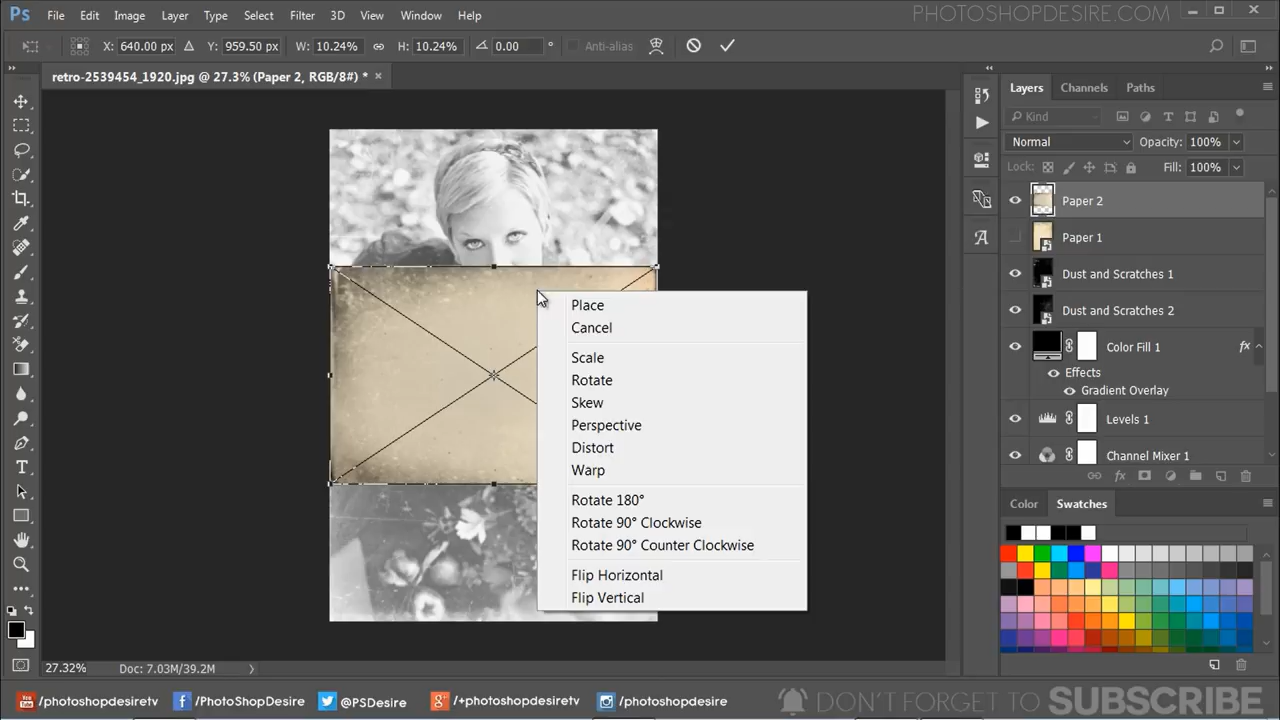 Ps File Edit Image Layer Type Select Filter 3D View Window Help
PHOTOSHOPDESIRE.COM
X: 640.00 px Y: 959.50 px W: 10.24% H: 10.24% 0.00 ° Anti-alias
retro-2539454_1920.jpg @ 27.3% (Paper 2, RGB/8#) * ×
Layers Channels Paths
Kind
Normal Opacity: 100%
Lock: Fill: 100%
Paper 2
Paper 1
Dust and Scratches 1
Dust and Scratches 2
Color Fill 1 fx
Effects
Gradient Overlay
Levels 1
Channel Mixer 1
fx
Color Swatches
Place
Cancel
Scale
Rotate
Skew
Perspective
Distort
Warp
Rotate 180°
Rotate 90° Clockwise
Rotate 90° Counter Clockwise
Flip Horizontal
Flip Vertical
27.32% Doc: 7.03M/39.2M
You Tube /photoshopdesiretv /PhotoShopDesire @PSDesire g+ /+photoshopdesiretv /photoshopdesire DON'T FORGET TO SUBSCRIBE